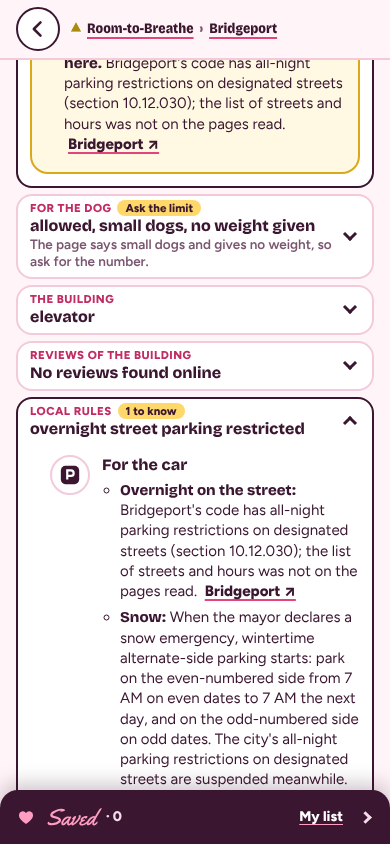 Room-to-Breathe › Bridgeport
here. Bridgeport's code has all-night
parking restrictions on designated streets
(section 10.12.030); the list of streets and
hours was not on the pages read.
Bridgeport ↗
FOR THE DOG Ask the limit
allowed, small dogs, no weight given
The page says small dogs and gives no weight, so
ask for the number.
THE BUILDING
elevator
REVIEWS OF THE BUILDING
No reviews found online
LOCAL RULES 1 to know
overnight street parking restricted
P
For the car
Overnight on the street:
Bridgeport's code has all-night
parking restrictions on designated
streets (section 10.12.030); the list
of streets and hours was not on the
pages read. Bridgeport ↗
Snow: When the mayor declares a
snow emergency, wintertime
alternate-side parking starts: park
on the even-numbered side from 7
AM on even dates to 7 AM the next
day, and on the odd-numbered side
on odd dates. The city's all-night
parking restrictions on designated
streets are suspended meanwhile.
Saved · 0 My list